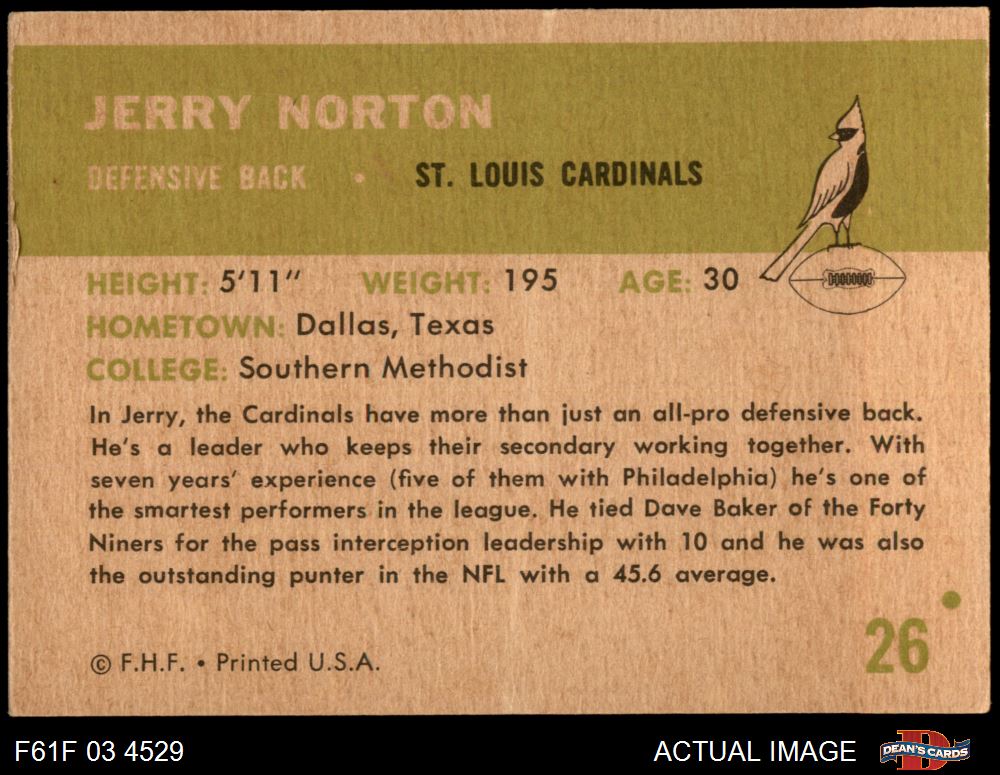 JERRY NORTON
DEFENSIVE BACK • ST. LOUIS CARDINALS
HEIGHT: 5'11" WEIGHT: 195 AGE: 30
HOMETOWN: Dallas, Texas
COLLEGE: Southern Methodist
In Jerry, the Cardinals have more than just an all-pro defensive back.
He's a leader who keeps their secondary working together. With
seven years' experience (five of them with Philadelphia) he's one of
the smartest performers in the league. He tied Dave Baker of the Forty
Niners for the pass interception leadership with 10 and he was also
the outstanding punter in the NFL with a 45.6 average.
26
© F.H.F. • Printed U.S.A.
F61F 03 4529 ACTUAL IMAGE D DEAN'S CARDS